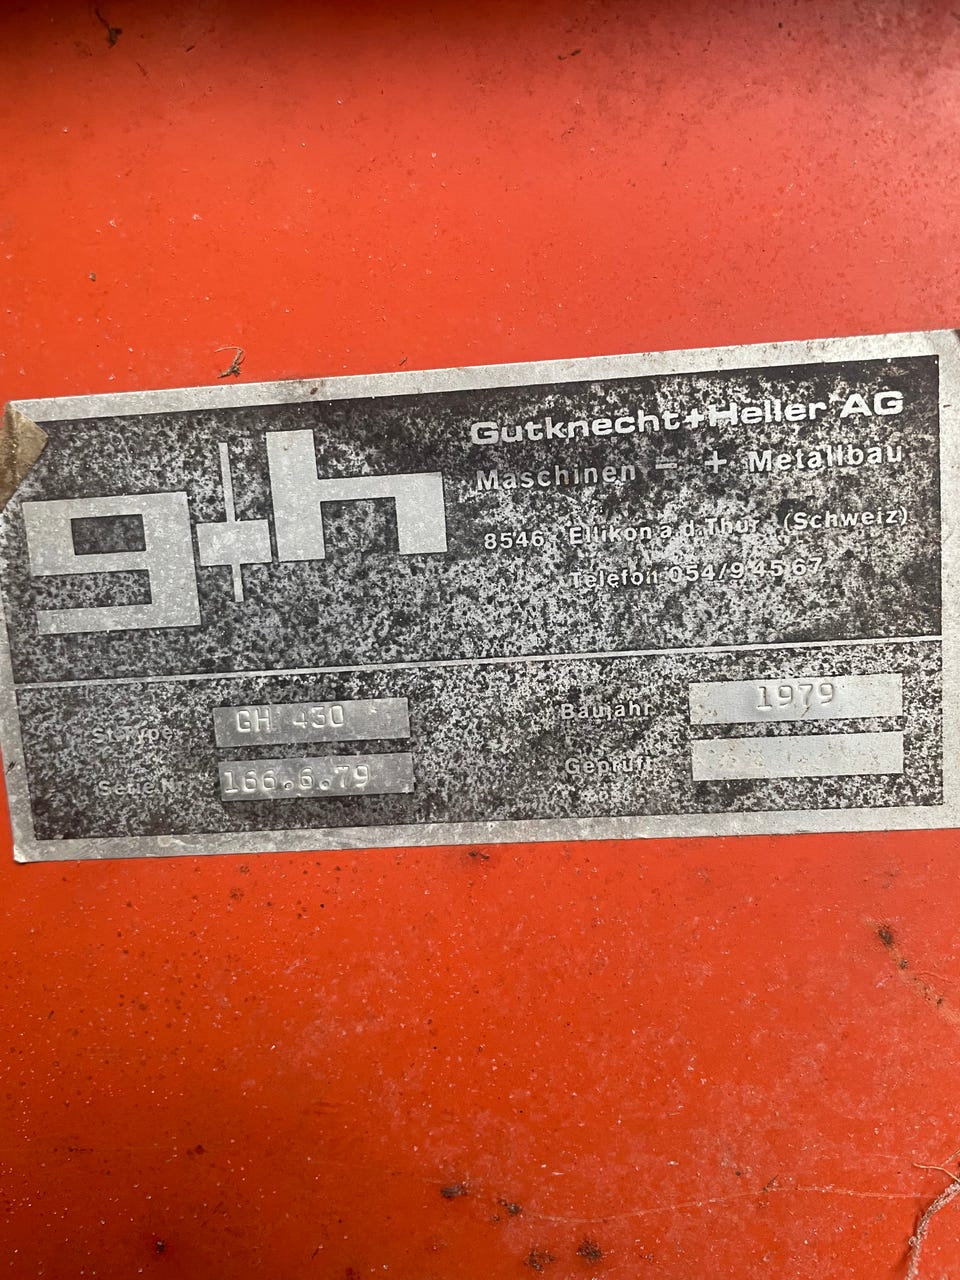 g+h
Gutknecht+Heller AG
Maschinen - + Metallbau
8546 Ellikon a.d.Thur (Schweiz)
Telefon 054/9 45 67
GH 430
Baujahr 1979
Serie Nr. 166.6.79
Geprüft